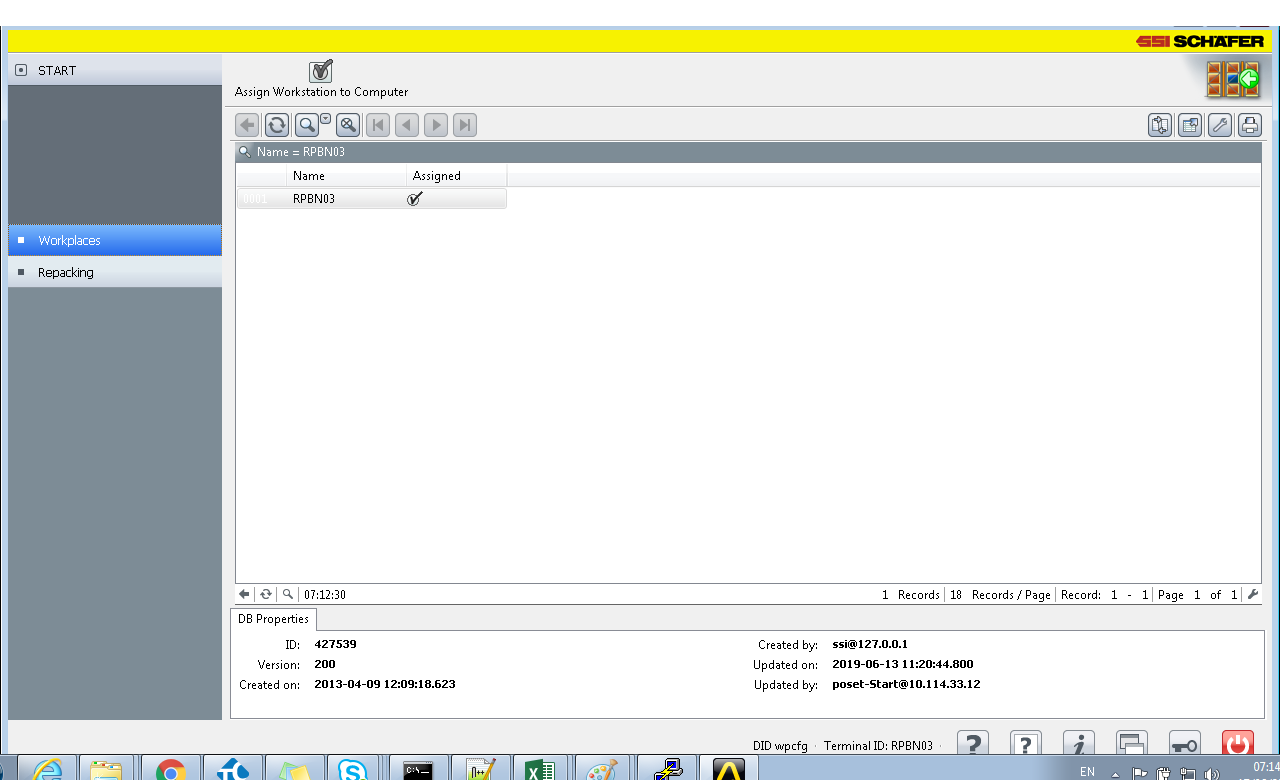 SSI SCHÄFER
START
Assign Workstation to Computer
Name = RPBN03
Name Assigned
0001 RPBN03
Workplaces
Repacking
07:12:30 1 Records 18 Records / Page Record: 1 - 1 Page 1 of 1
DB Properties
ID: 427539 Created by: ssi@127.0.0.1
Version: 200 Updated on: 2019-06-13 11:20:44.800
Created on: 2013-04-09 12:09:18.623 Updated by: poset-Start@10.114.33.12
DID wpcfg · Terminal ID: RPBN03 ·
EN 07:14